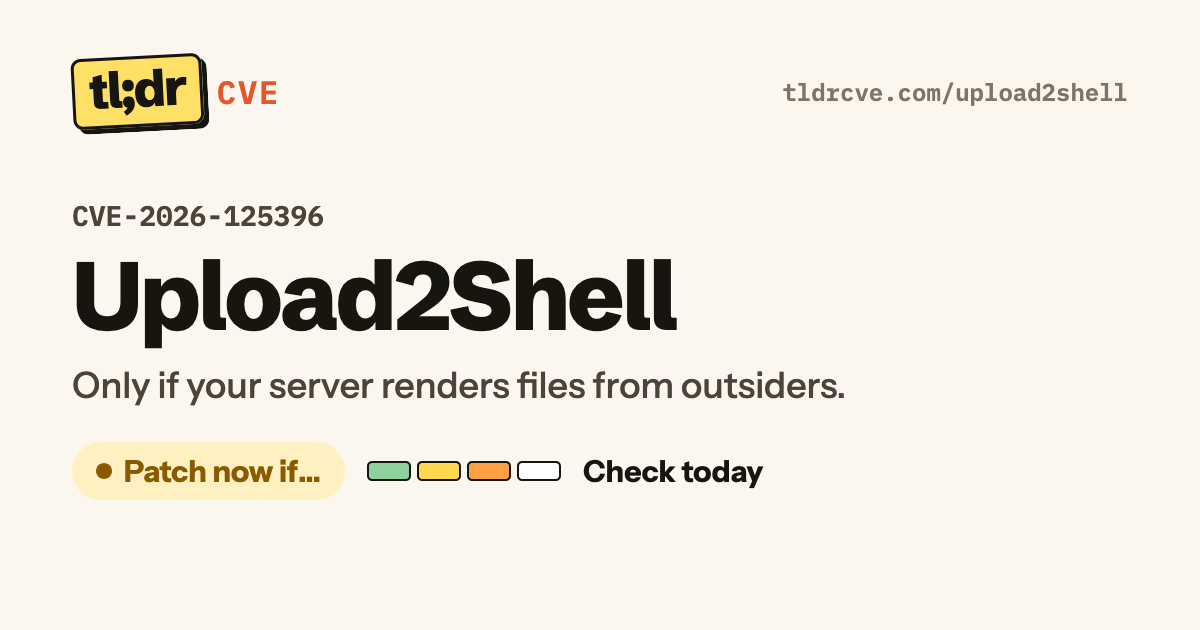 tl;dr CVE
tldrcve.com/upload2shell
CVE-2026-125396
Upload2Shell
Only if your server renders files from outsiders.
Patch now if...
Check today